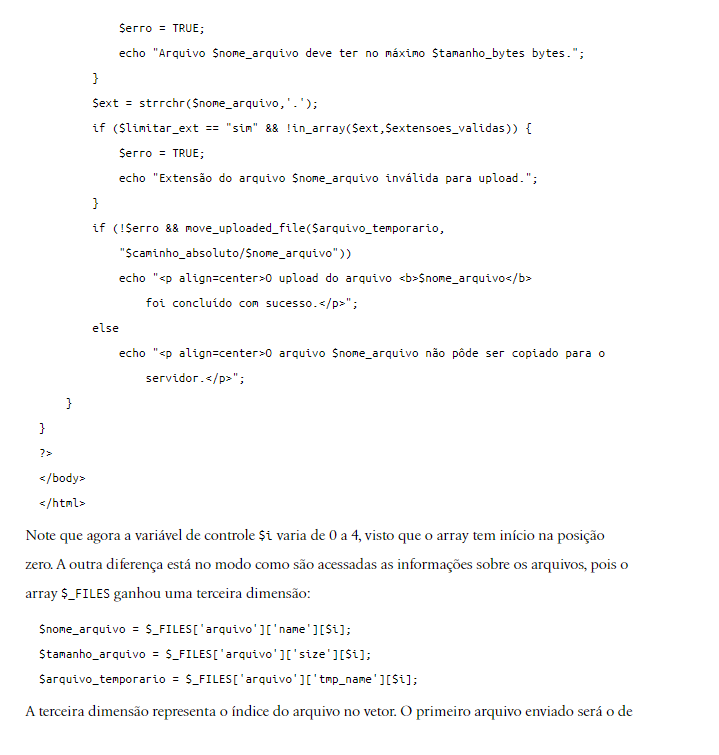 $erro = TRUE;
echo "Arquivo $nome_arquivo deve ter no máximo $tamanho_bytes bytes.";
}
$ext = strrchr($nome_arquivo,'.');
if ($limitar_ext == "sim" && !in_array($ext,$extensoes_validas)) {
$erro = TRUE;
echo "Extensão do arquivo $nome_arquivo inválida para upload.";
}
if (!$erro && move_uploaded_file($arquivo_temporario,
"$caminho_absoluto/$nome_arquivo"))
echo "<p align=center>O upload do arquivo <b>$nome_arquivo</b>
foi concluído com sucesso.</p>";
else
echo "<p align=center>O arquivo $nome_arquivo não pôde ser copiado para o
servidor.</p>";
}
}
?>
</body>
</html>
Note que agora a variável de controle $i varia de 0 a 4, visto que o array tem início na posição
zero. A outra diferença está no modo como são acessadas as informações sobre os arquivos, pois o
array $_FILES ganhou uma terceira dimensão:
$nome_arquivo = $_FILES['arquivo']['name'][$i];
$tamanho_arquivo = $_FILES['arquivo']['size'][$i];
$arquivo_temporario = $_FILES['arquivo']['tmp_name'][$i];
A terceira dimensão representa o índice do arquivo no vetor. O primeiro arquivo enviado será o de